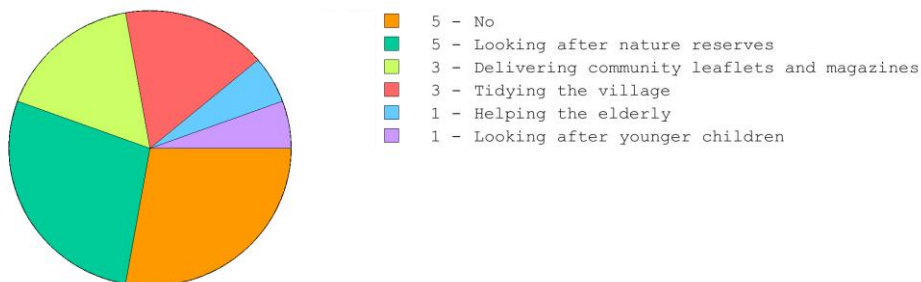 5 - No
5 - Looking after nature reserves
3 - Delivering community leaflets and magazines
3 - Tidying the village
1 - Helping the elderly
1 - Looking after younger children